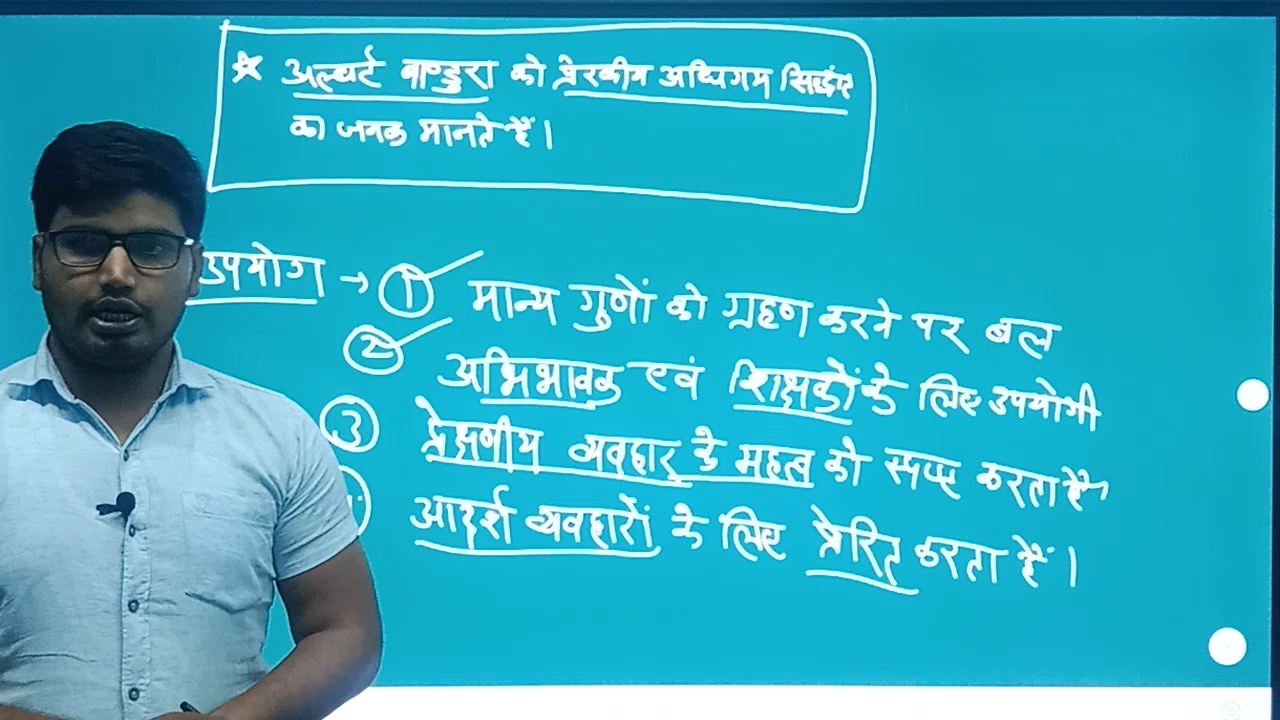 ★ अल्बर्ट बाण्डुरा को प्रेरकीय अधिगम सिद्धांत
का जनक मानते हैं।
उपयोग → ① मान्य गुणों को ग्रहण करने पर बल
② अभिभावक एवं शिक्षकों के लिए उपयोगी
③ प्रेक्षणीय व्यवहार के महत्व को स्पष्ट करता है
आदर्श व्यवहारों के लिए प्रेरित करता हैं।